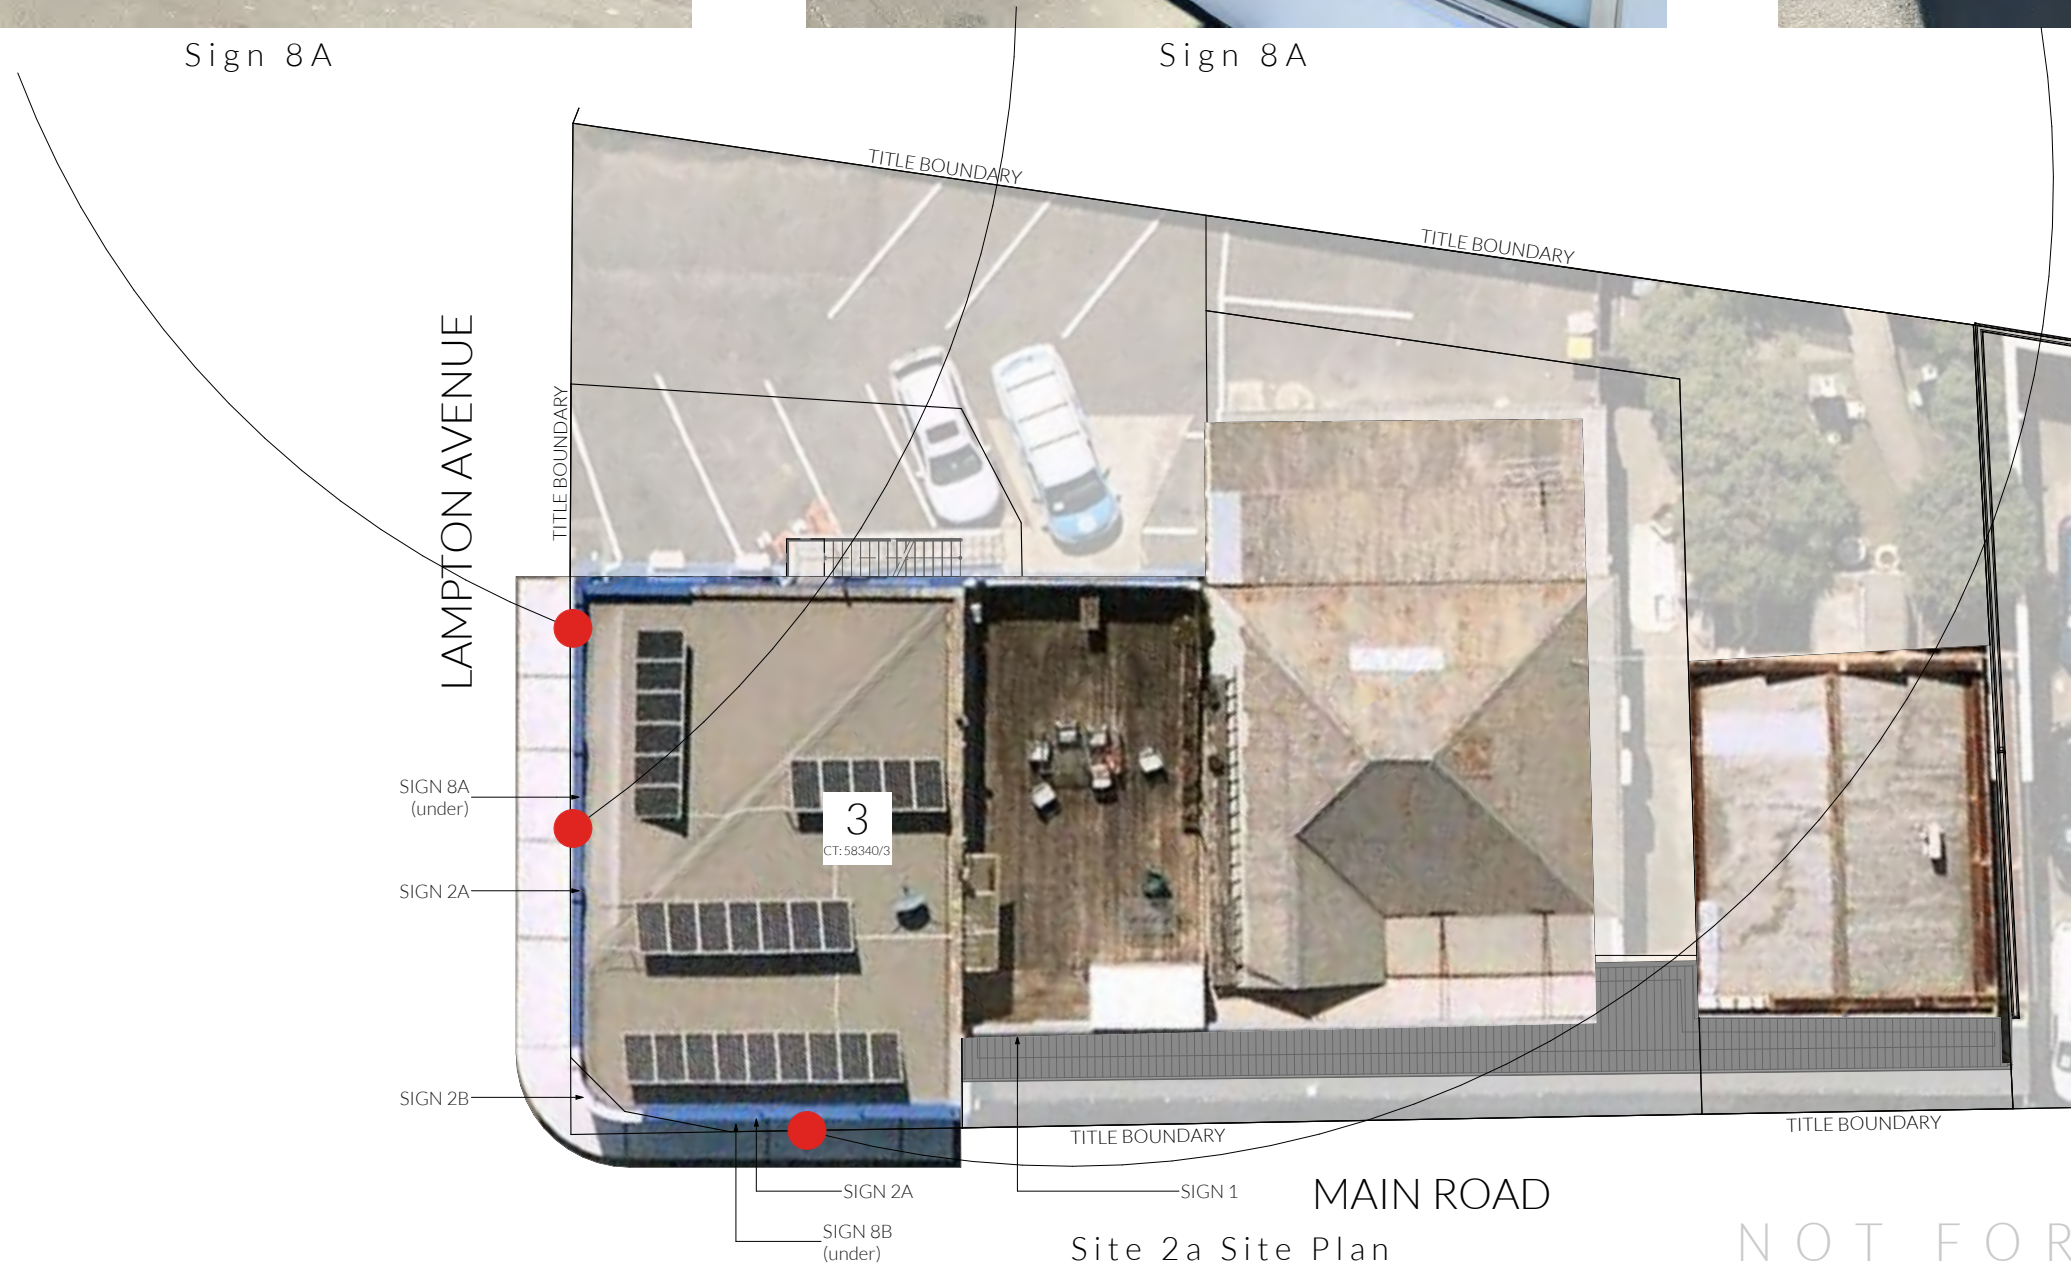 Sign 8A
Sign 8A
TITLE BOUNDARY
TITLE BOUNDARY
LAMPTON AVENUE
TITLE BOUNDARY
SIGN 8A
(under)
3
CT: 58340/3
SIGN 2A
SIGN 2B
TITLE BOUNDARY
TITLE BOUNDARY
SIGN 2A
SIGN 1
MAIN ROAD
SIGN 8B
(under)
Site 2a Site Plan
NOT FOR